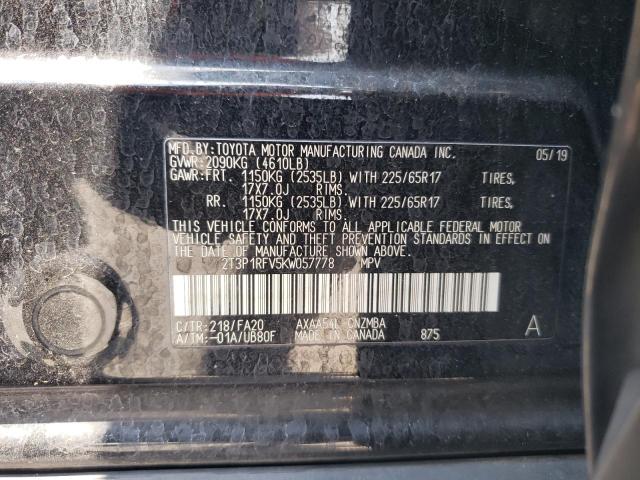 MFD.BY:TOYOTA MOTOR MANUFACTURING CANADA INC. 05/19
GVWR:2090KG (4610LB)
GAWR:FRT. 1150KG (2535LB) WITH 225/65R17 TIRES,
17X7.0J RIMS.
RR. 1150KG (2535LB) WITH 225/65R17 TIRES,
17X7.0J RIMS.
THIS VEHICLE CONFORMS TO ALL APPLICABLE FEDERAL MOTOR
VEHICLE SAFETY AND THEFT PREVENTION STANDARDS IN EFFECT
ON THE DATE OF MANUFACTURE SHOWN ABOVE.
2T3P1RFV5KW057778 MPV
C/TR:218/FA20 AXAA54L CNZMBA
A/TM:-01A/UB80F MADE IN CANADA 875 A